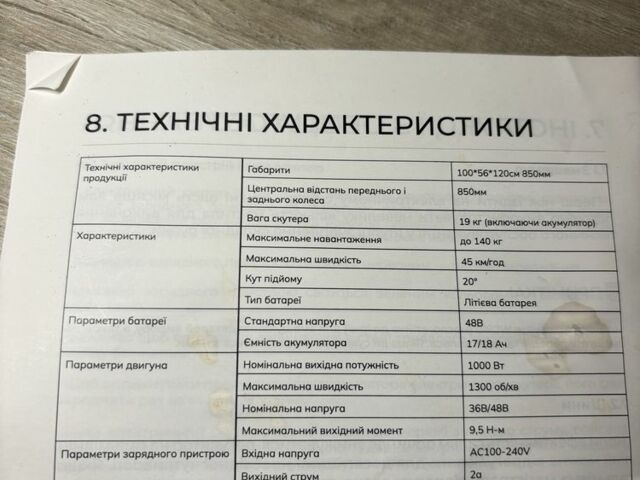 8. ТЕХНІЧНІ ХАРАКТЕРИСТИКИ
Технічні характеристики продукції
Габарити
100*56*120см 850мм
Центральна відстань переднього і заднього колеса
850мм
Вага скутера
19 кг (включаючи акумулятор)
Характеристики
Максимальне навантаження
до 140 кг
Максимальна швидкість
45 км/год
Кут підйому
20°
Тип батареї
Літієва батарея
Параметри батареї
Стандартна напруга
48В
Ємність акумулятора
17/18 Ач
Параметри двигуна
Номінальна вихідна потужність
1000 Вт
Максимальна швидкість
1300 об/хв
Номінальна напруга
36В/48В
Максимальний вихідний момент
9,5 Н-м
Параметри зарядного пристрою
Вхідна напруга
AC100-240V
Вихідний струм
2а